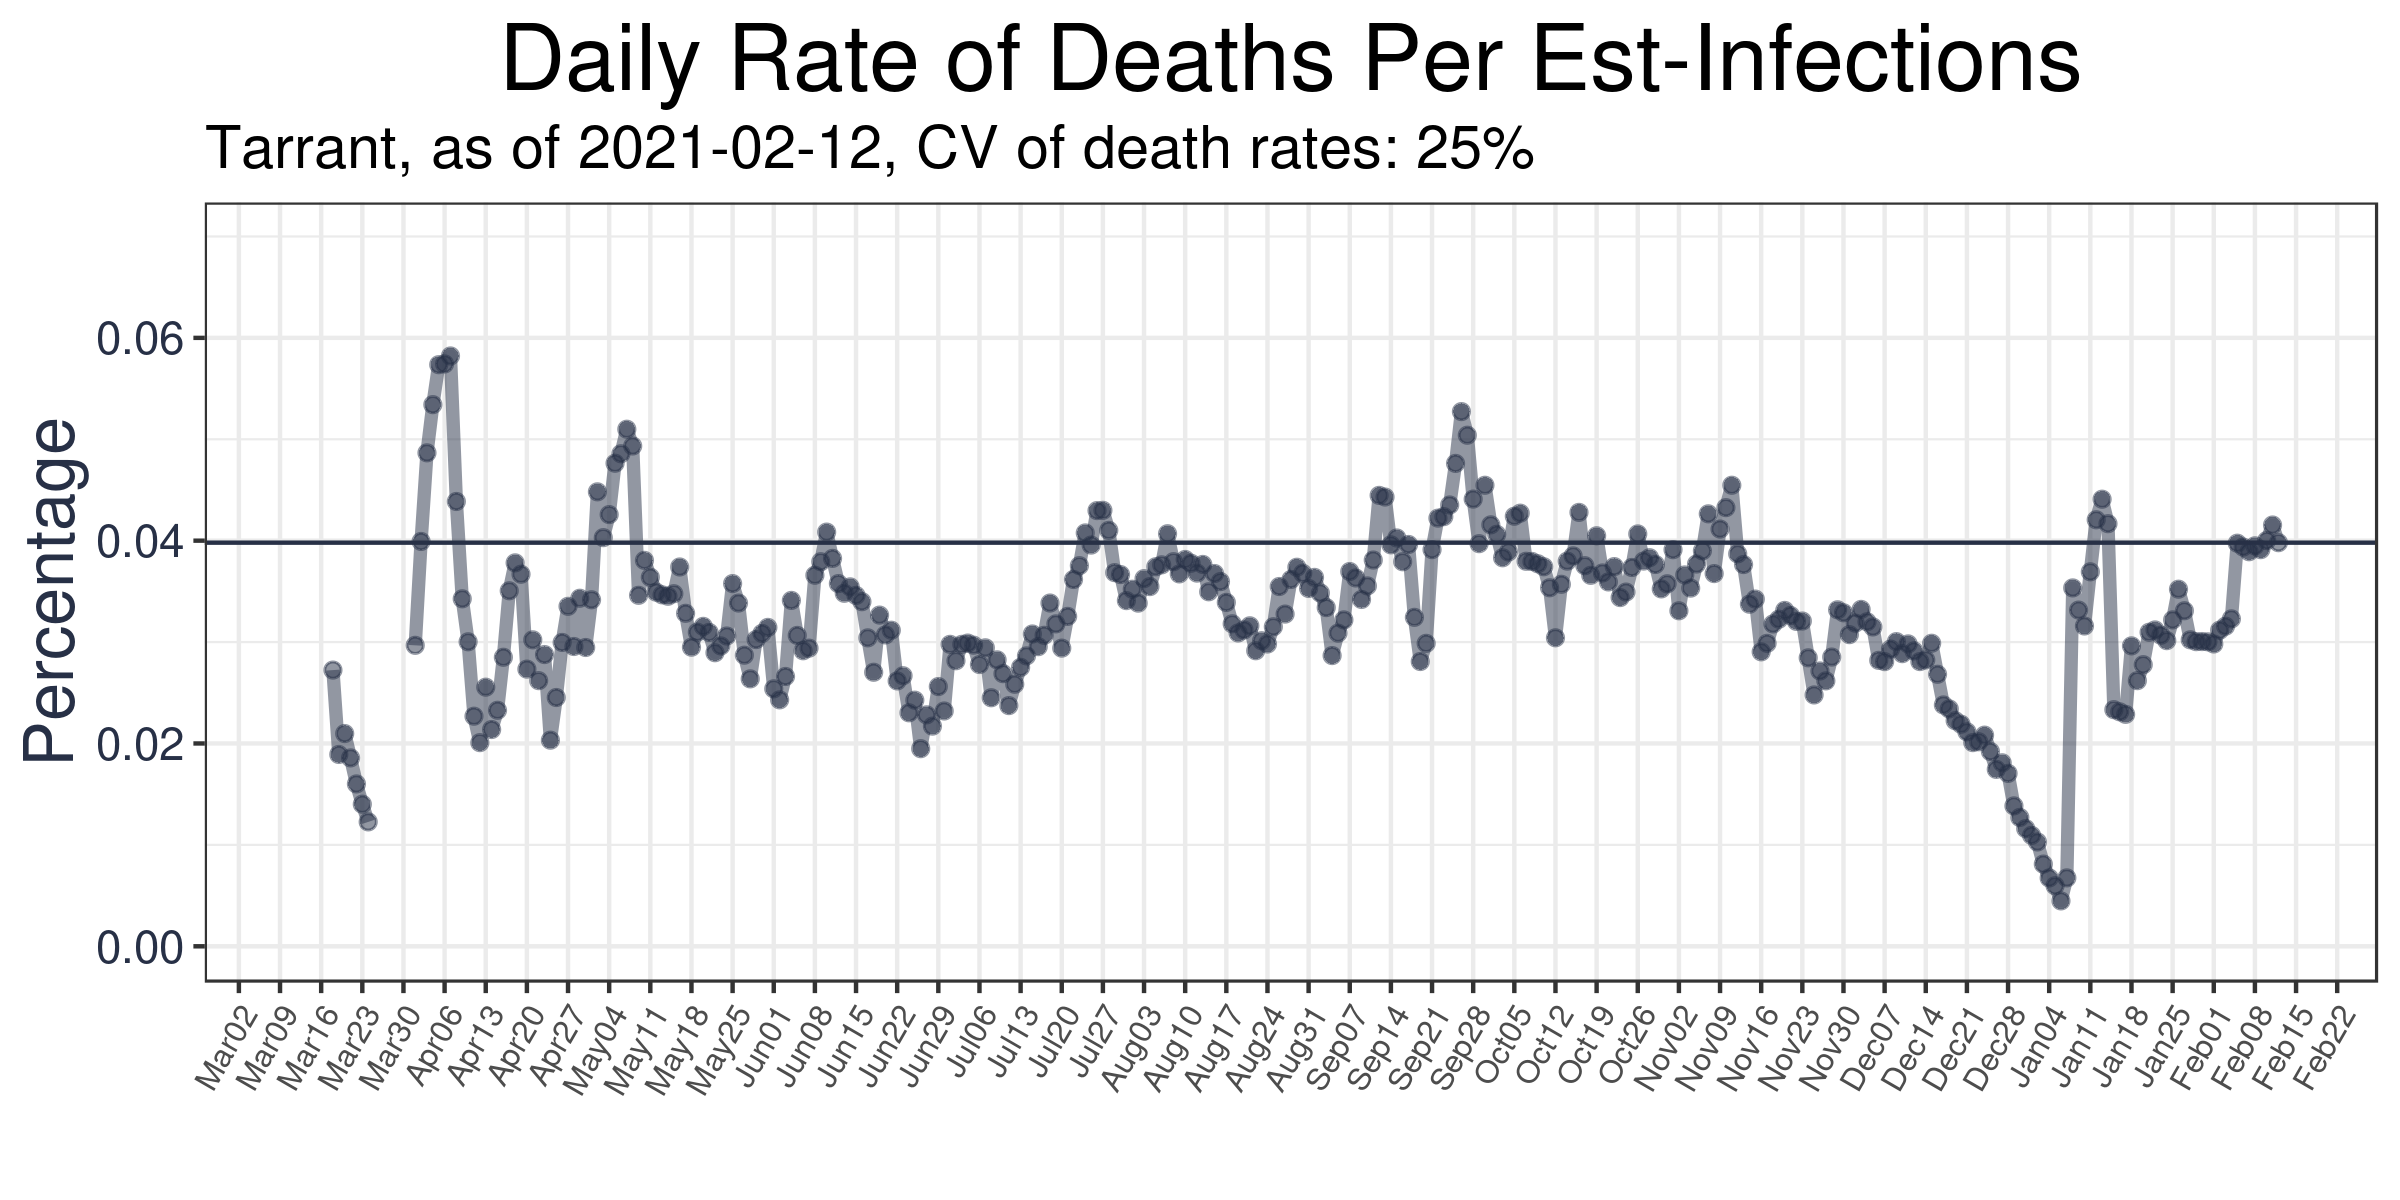 Daily Rate of Deaths Per Est-Infections
Tarrant, as of 2021-02-12, CV of death rates: 25%
Percentage
0.06
0.04
0.02
0.00
Mar02 Mar09 Mar16 Mar23 Mar30 Apr06 Apr13 Apr20 Apr27 May04 May11 May18 May25 Jun01 Jun08 Jun15 Jun22 Jun29 Jul06 Jul13 Jul20 Jul27 Aug03 Aug10 Aug17 Aug24 Aug31 Sep07 Sep14 Sep21 Sep28 Oct05 Oct12 Oct19 Oct26 Nov02 Nov09 Nov16 Nov23 Nov30 Dec07 Dec14 Dec21 Dec28 Jan04 Jan11 Jan18 Jan25 Feb01 Feb08 Feb15 Feb22